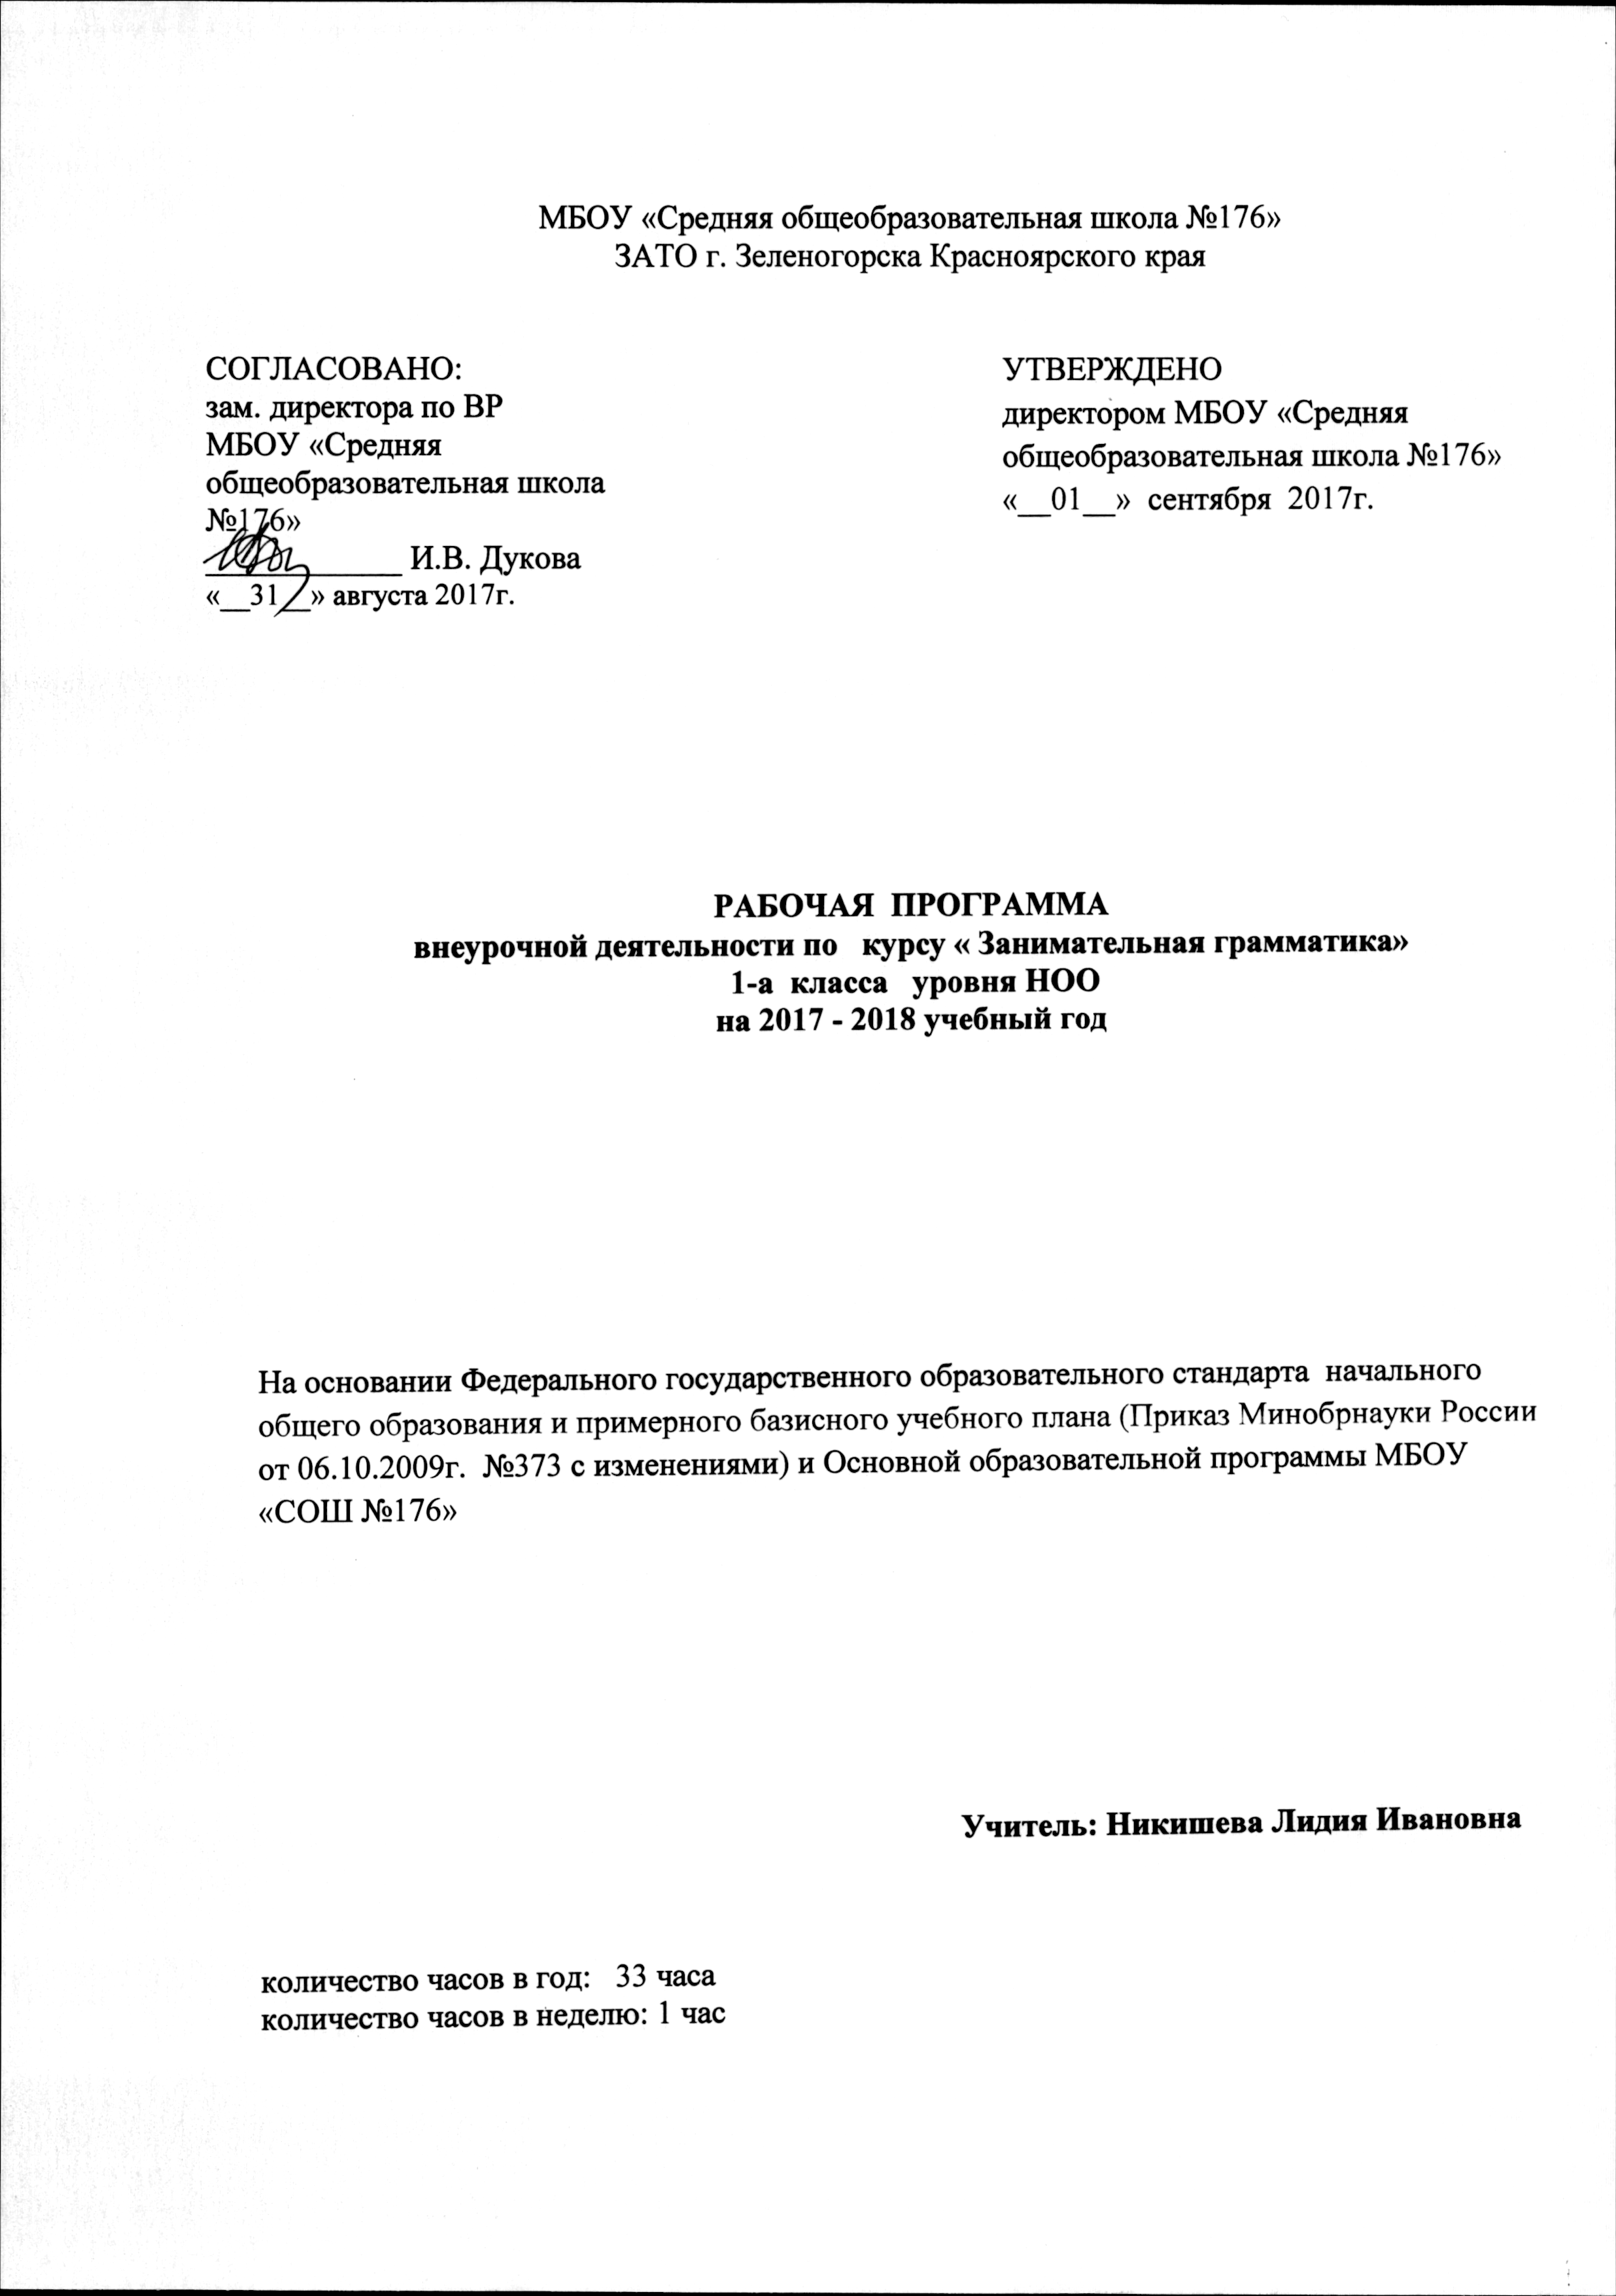 МБОУ «Средняя общеобразовательная школа №176»
ЗАТО г. Зеленогорска Красноярского края
СОГЛАСОВАНО:
зам. директора по ВР
МБОУ «Средняя
общеобразовательная школа
№176»
____________ И.В. Дукова
«__31__» августа 2017г.
УТВЕРЖДЕНО
директором МБОУ «Средняя
общеобразовательная школа №176»
«__01__» сентября 2017г.
РАБОЧАЯ ПРОГРАММА
внеурочной деятельности по курсу « Занимательная грамматика»
1-а класса уровня НОО
на 2017 - 2018 учебный год
На основании Федерального государственного образовательного стандарта начального
общего образования и примерного базисного учебного плана (Приказ Минобрнауки России
от 06.10.2009г. №373 с изменениями) и Основной образовательной программы МБОУ
«СОШ №176»
Учитель: Никишева Лидия Ивановна
количество часов в год: 33 часа
количество часов в неделю: 1 час